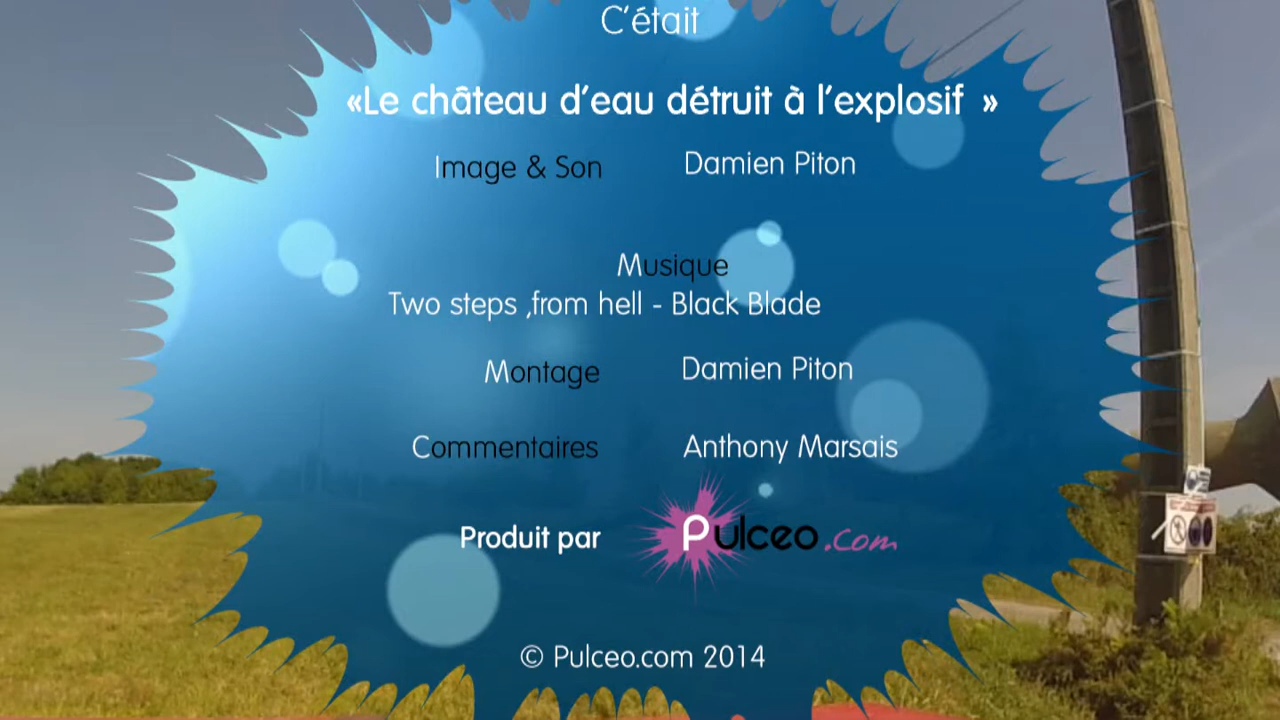 C'était
«Le château d'eau détruit à l'explosif »
Image & Son Damien Piton
Musique
Two steps ,from hell - Black Blade
Montage Damien Piton
Commentaires Anthony Marsais
Produit par Pulceo.com
© Pulceo.com 2014